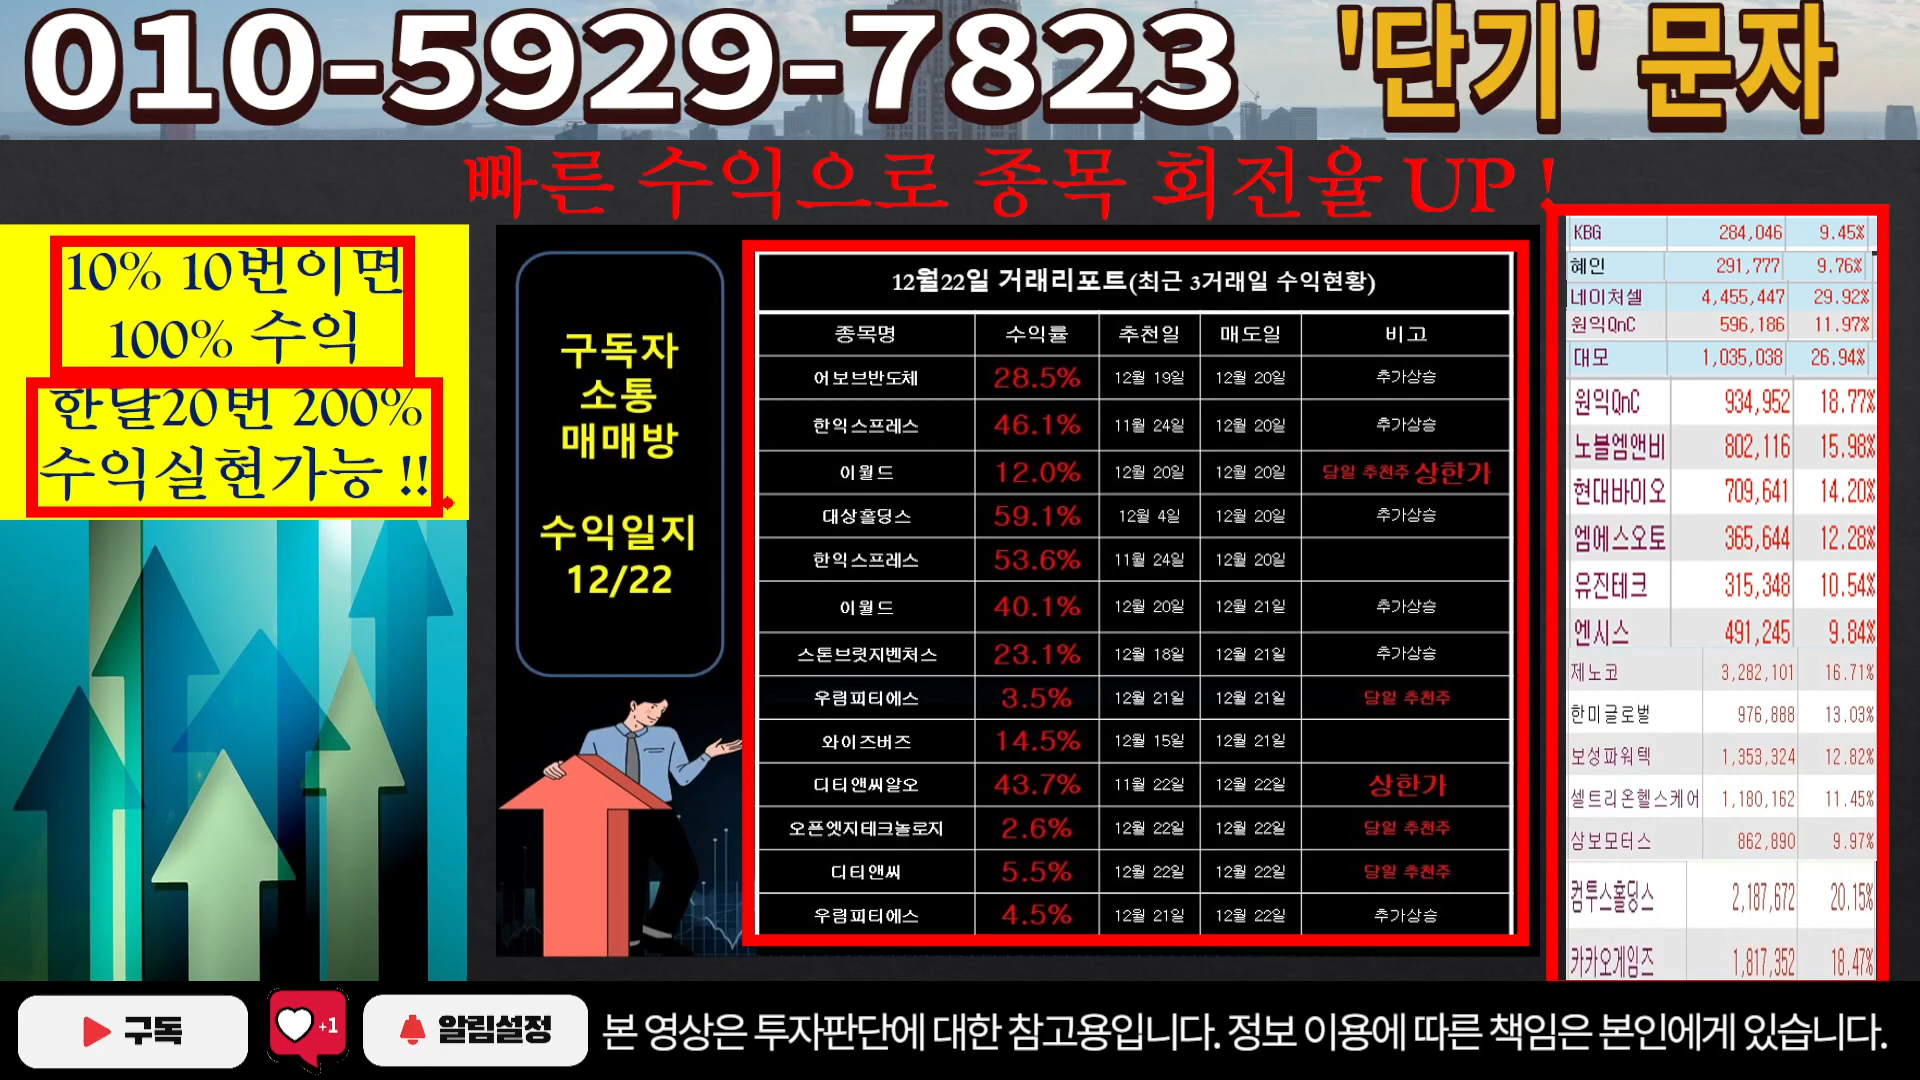 010-5929-7823 '단기' 문자
빠른 수익으로 종목 회전율 UP !
10% 10번이면
100% 수익
한달20번 200%
수익실현가능 !!
구독자
소통
매매방
수익일지
12/22
12월22일 거래리포트(최근 3거래일 수익현황)
종목명 수익률 추천일 매도일 비고
어보브반도체 28.5% 12월 19일 12월 20일 추가상승
한익스프레스 46.1% 11월 24일 12월 20일 추가상승
이월드 12.0% 12월 20일 12월 20일 당일 추천주 상한가
대상홀딩스 59.1% 12월 4일 12월 20일 추가상승
한익스프레스 53.6% 11월 24일 12월 20일
이월드 40.1% 12월 20일 12월 21일 추가상승
스톤브릿지벤처스 23.1% 12월 18일 12월 21일 추가상승
우림피티에스 3.5% 12월 21일 12월 21일 당일 추천주
와이즈버즈 14.5% 12월 15일 12월 21일
디티앤씨알오 43.7% 11월 22일 12월 22일 상한가
오픈엣지테크놀로지 2.6% 12월 22일 12월 22일 당일 추천주
디티앤씨 5.5% 12월 22일 12월 22일 당일 추천주
우림피티에스 4.5% 12월 21일 12월 22일 추가상승
KBG 284,046 9.45%
혜인 291,777 9.76%
네이처셀 4,455,447 29.92%
원익QnC 596,186 11.97%
대모 1,035,038 26.94%
원익QnC 934,952 18.77%
노블엠앤비 802,116 15.98%
현대바이오 709,641 14.20%
엠에스오토 365,644 12.28%
유진테크 315,348 10.54%
엔시스 491,245 9.84%
제노코 3,282,101 16.71%
한미글로벌 976,888 13.03%
보성파워텍 1,353,324 12.82%
셀트리온헬스케어 1,180,162 11.45%
삼보모터스 862,890 9.97%
컴투스홀딩스 2,187,672 20.15%
카카오게임즈 1,817,352 18.47%
구독 +1 알림설정 본 영상은 투자판단에 대한 참고용입니다. 정보 이용에 따른 책임은 본인에게 있습니다.